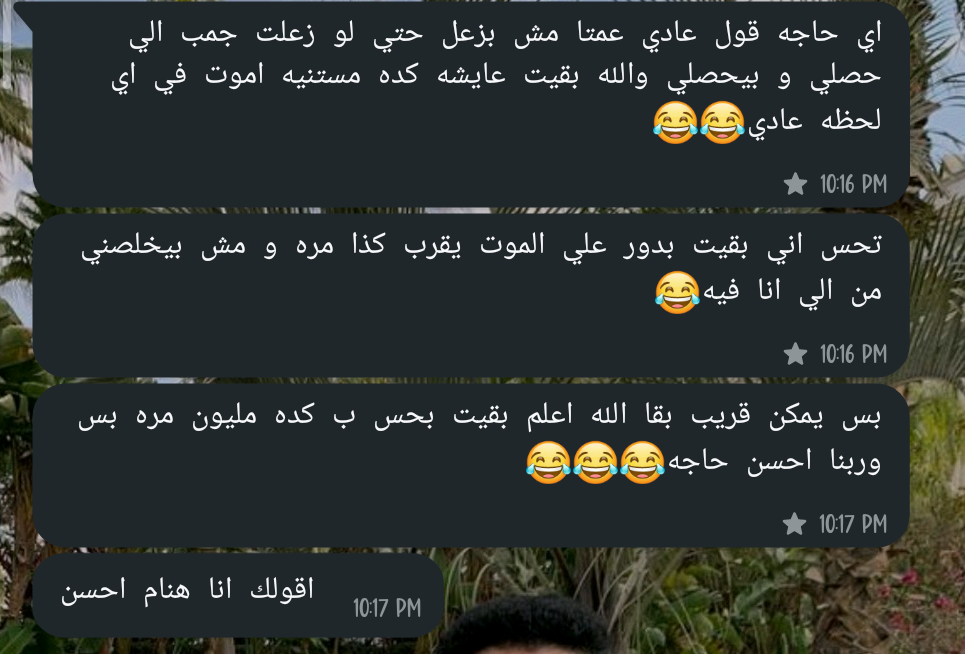 اي حاجه قول عادي عمتا مش بزعل حتي لو زعلت جمب الي
حصلي و بيحصلي والله بقيت عايشه كده مستنيه اموت في اي
لحظه عادي😂😂
10:16 PM
تحس اني بقيت بدور علي الموت يقرب كذا مره و مش بيخلصني
من الي انا فيه😂
10:16 PM
بس يمكن قريب بقا الله اعلم بقيت بحس ب كده مليون مره بس
وربنا احسن حاجه😂😂😂
10:17 PM
اقولك انا هنام احسن
10:17 PM